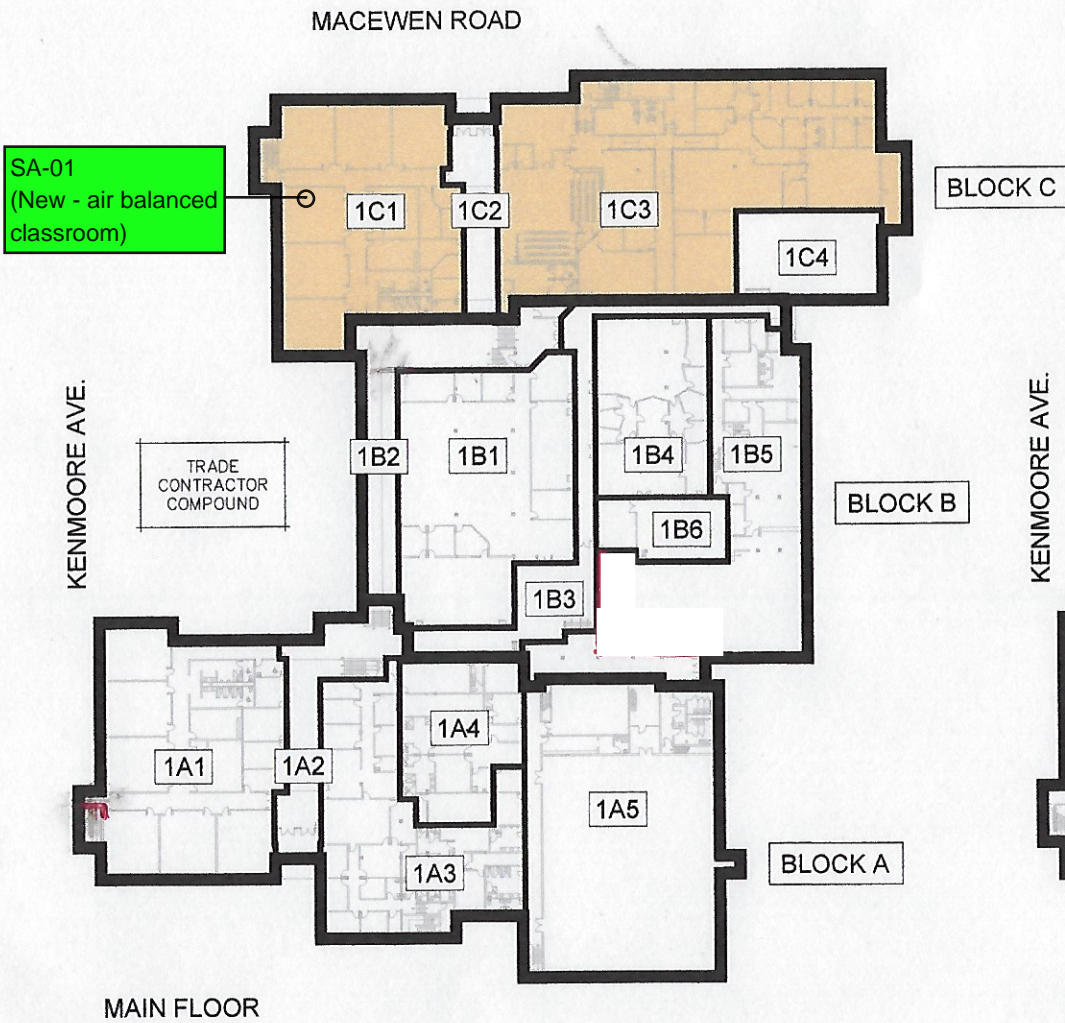 MACEWEN ROAD
SA-01
(New - air balanced
classroom)
1C1
1C2
1C3
1C4
BLOCK C
KENMOORE AVE.
TRADE
CONTRACTOR
COMPOUND
1B2
1B1
1B4
1B5
1B6
1B3
BLOCK B
KENMOORE AVE.
1A1
1A2
1A4
1A3
1A5
BLOCK A
MAIN FLOOR